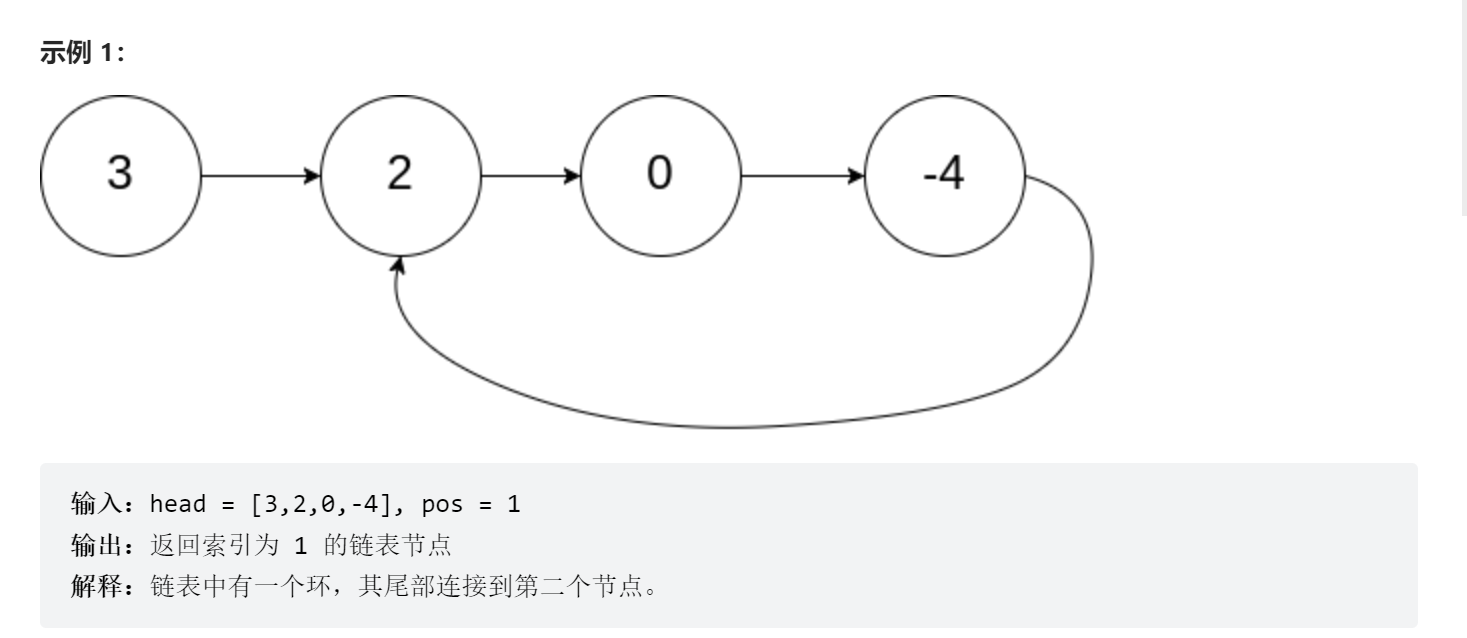 示例 1：
3 2 0 -4
输入：head = [3,2,0,-4], pos = 1
输出：返回索引为 1 的链表节点
解释：链表中有一个环，其尾部连接到第二个节点。